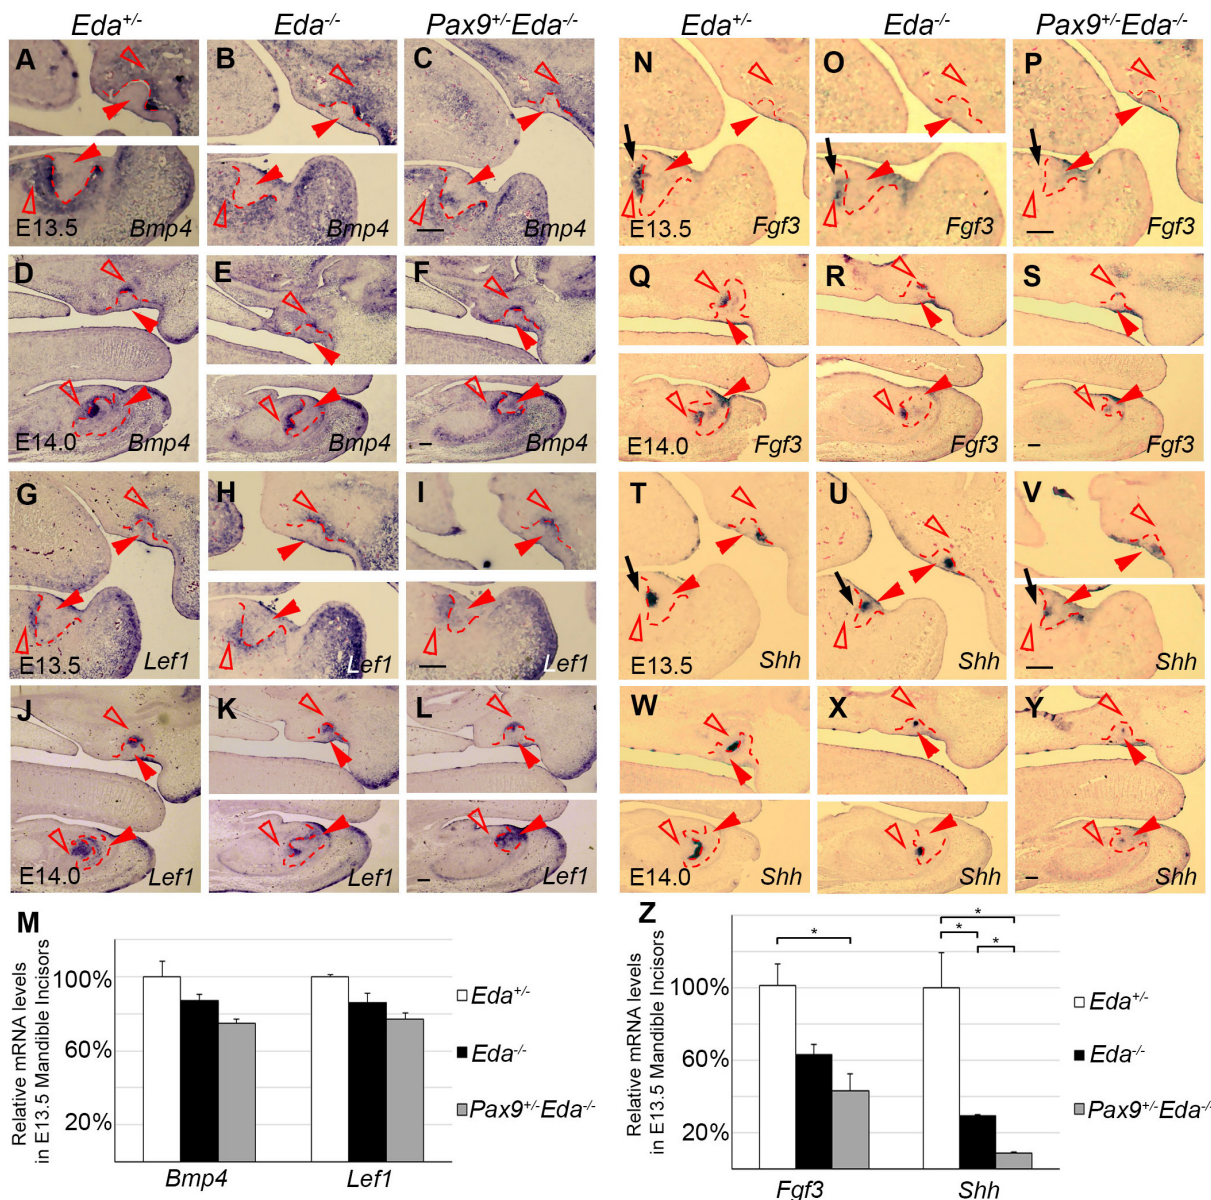 Eda+/- Eda-/- Pax9+/-Eda-/- Eda+/- Eda-/- Pax9+/-Eda-/-
A B C N O P
E13.5 Bmp4 Bmp4 Bmp4 E13.5 Fgf3 Fgf3 Fgf3
D E F Q R S
E14.0 Bmp4 Bmp4 Bmp4 E14.0 Fgf3 Fgf3 Fgf3
G H I T U V
E13.5 Lef1 Lef1 Lef1 E13.5 Shh Shh Shh
J K L W X Y
E14.0 Lef1 Lef1 Lef1 E14.0 Shh Shh Shh
M
Relative mRNA levels
in E13.5 Mandible Incisors
100%
60%
20%
Bmp4 Lef1
Eda+/-
Eda-/-
Pax9+/-Eda-/-
Z
Relative mRNA levels
in E13.5 Mandible Incisors
100%
60%
20%
* * * *
Fgf3 Shh
Eda+/-
Eda-/-
Pax9+/-Eda-/